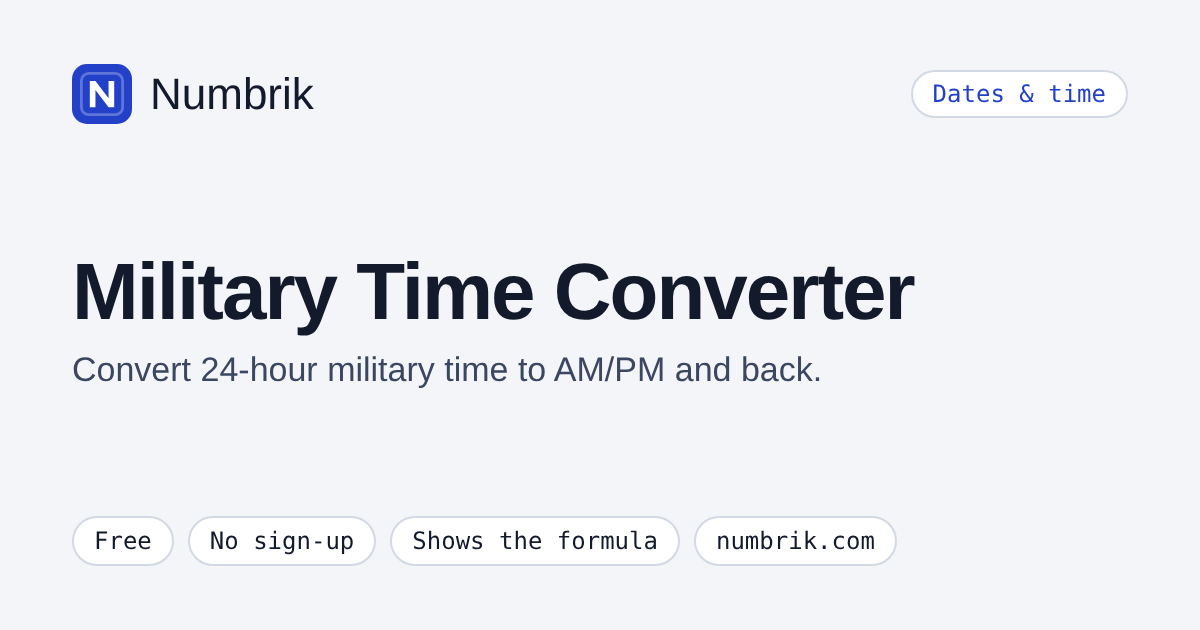 N Numbrik
Dates & time
Military Time Converter
Convert 24-hour military time to AM/PM and back.
Free
No sign-up
Shows the formula
numbrik.com